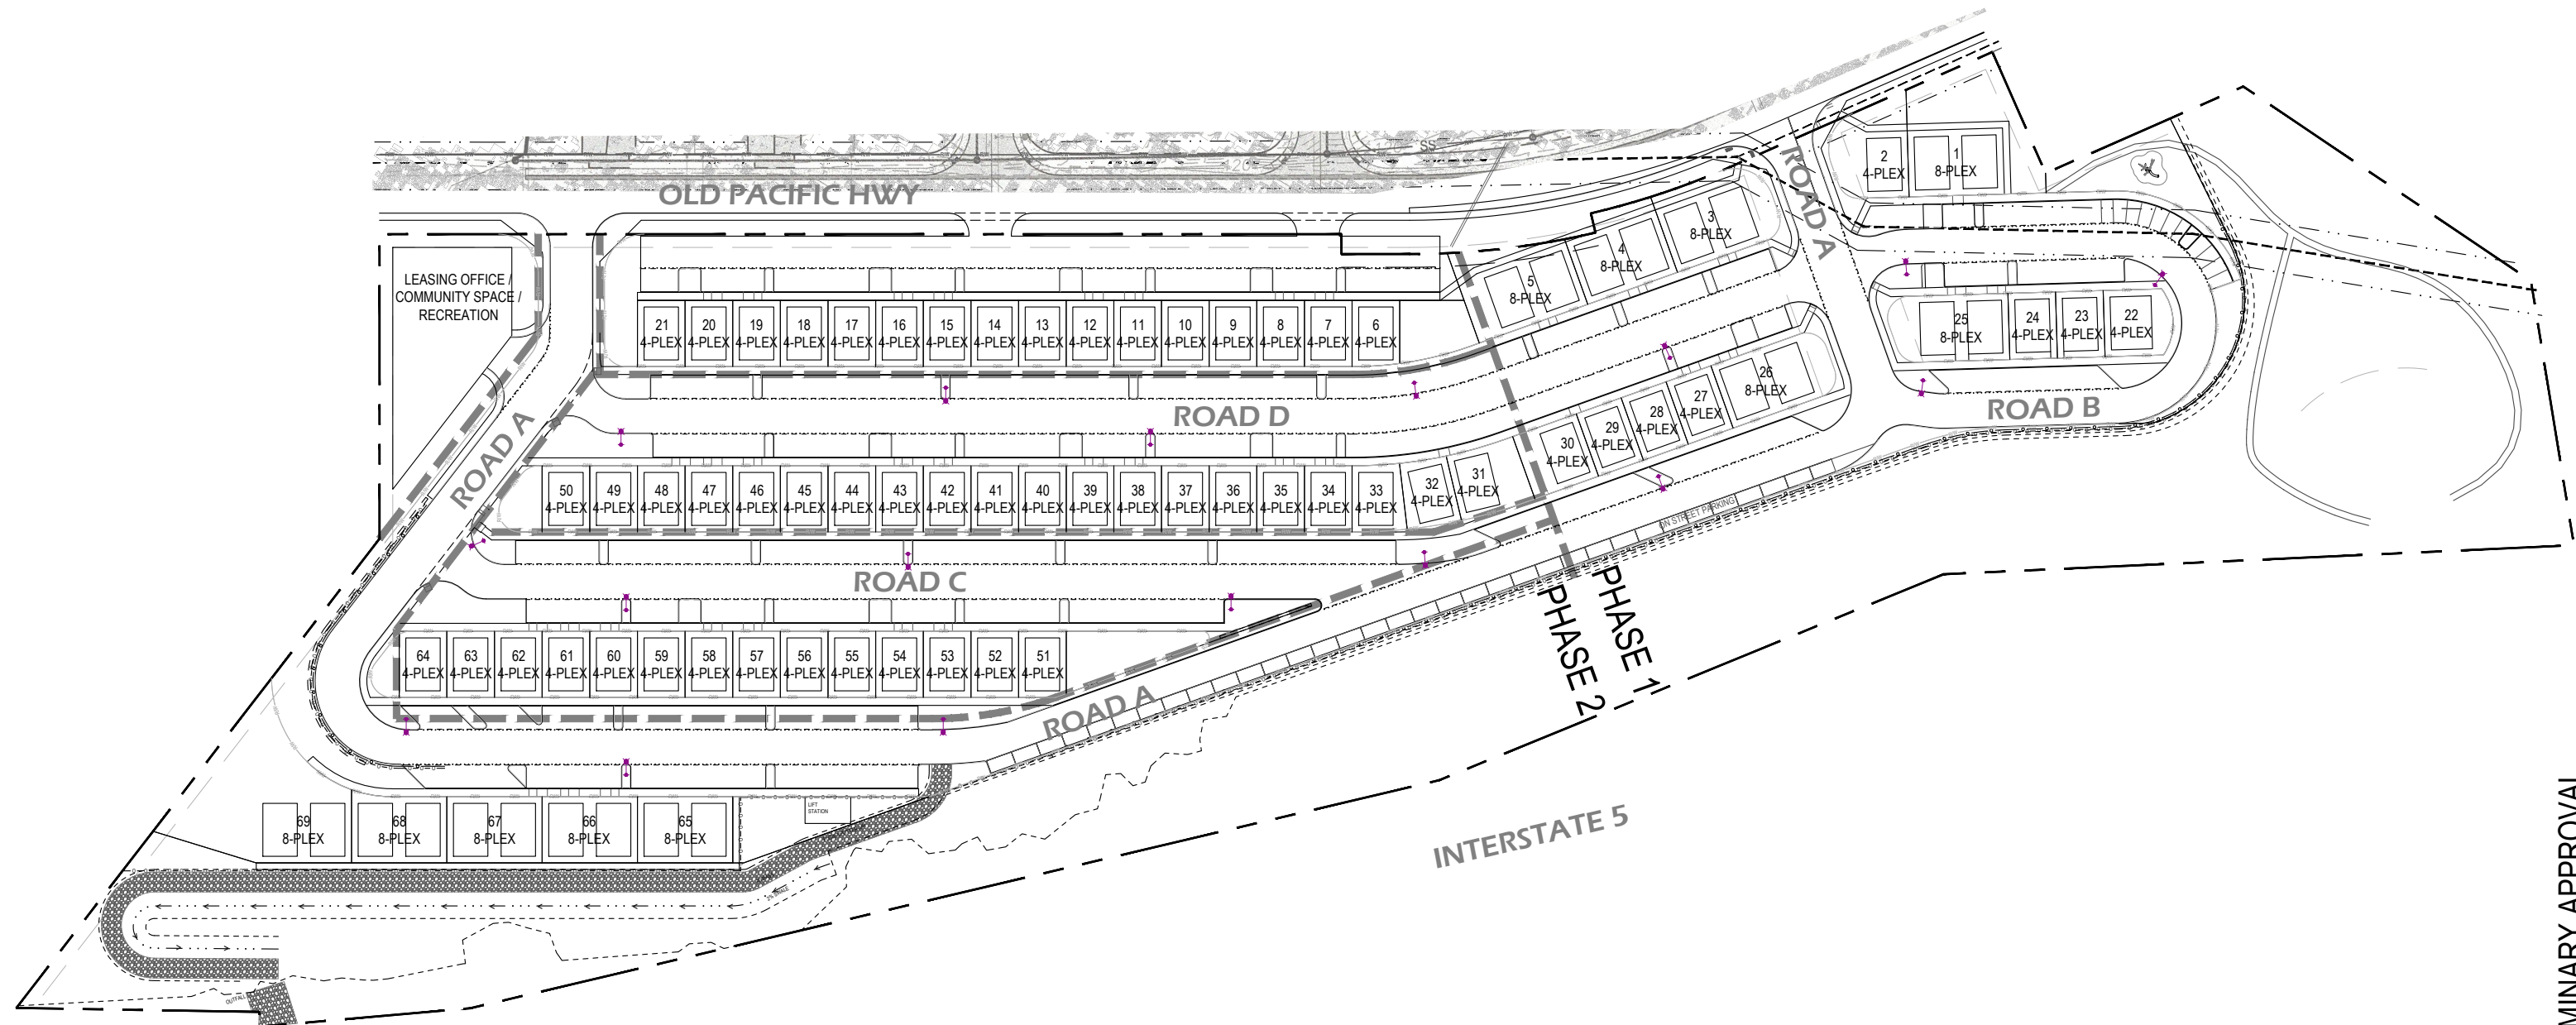 SS
OLD PACIFIC HWY
ROAD A
2
4-PLEX
1
8-PLEX
3
8-PLEX
4
8-PLEX
5
8-PLEX
LEASING OFFICE /
COMMUNITY SPACE /
RECREATION
21
4-PLEX
20
4-PLEX
19
4-PLEX
18
4-PLEX
17
4-PLEX
16
4-PLEX
15
4-PLEX
14
4-PLEX
13
4-PLEX
12
4-PLEX
11
4-PLEX
10
4-PLEX
9
4-PLEX
8
4-PLEX
7
4-PLEX
6
4-PLEX
25
8-PLEX
24
4-PLEX
23
4-PLEX
22
4-PLEX
ROAD D
ROAD B
26
8-PLEX
27
4-PLEX
28
4-PLEX
29
4-PLEX
30
4-PLEX
ROAD A
50
4-PLEX
49
4-PLEX
48
4-PLEX
47
4-PLEX
46
4-PLEX
45
4-PLEX
44
4-PLEX
43
4-PLEX
42
4-PLEX
41
4-PLEX
40
4-PLEX
39
4-PLEX
38
4-PLEX
37
4-PLEX
36
4-PLEX
35
4-PLEX
34
4-PLEX
33
4-PLEX
32
4-PLEX
31
4-PLEX
ON STREET PARKING
ROAD C
PHASE 1
PHASE 2
64
4-PLEX
63
4-PLEX
62
4-PLEX
61
4-PLEX
60
4-PLEX
59
4-PLEX
58
4-PLEX
57
4-PLEX
56
4-PLEX
55
4-PLEX
54
4-PLEX
53
4-PLEX
52
4-PLEX
51
4-PLEX
ROAD A
LIFT
STATION
69
8-PLEX
68
8-PLEX
67
8-PLEX
66
8-PLEX
65
8-PLEX
INTERSTATE 5
OUTFALL
MINARY APPROVAL